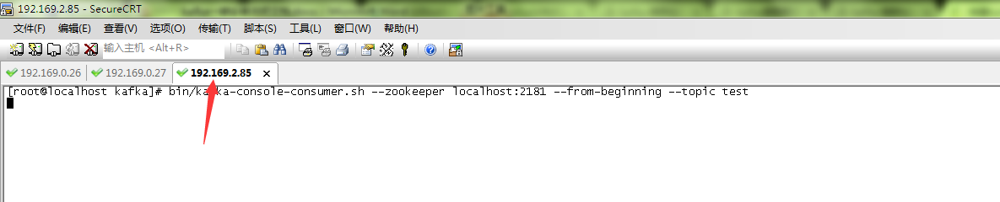 192.169.2.85 - SecureCRT
文件(F) 编辑(E) 查看(V) 选项(O) 传输(T) 脚本(S) 工具(L) 窗口(W) 帮助(H)
输入主机 <Alt+R>
192.169.0.26 192.169.0.27 192.169.2.85
[root@localhost kafka]# bin/kafka-console-consumer.sh --zookeeper localhost:2181 --from-beginning --topic test